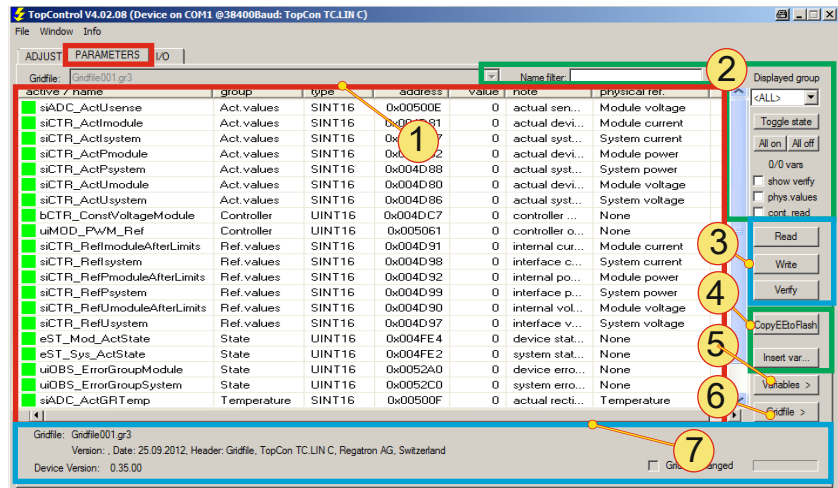 TopControl V4.02.08 (Device on COM1 @38400Baud: TopCon TC.LIN C)
File Window Info
ADJUST PARAMETERS I/O
Gridfile: Gridfile001.gr3 Name filter: 2 Displayed group
active / name group type address value note physical ref. <ALL>
siADC_ActUsense Act.values SINT16 0x00500E 0 actual sen... Module voltage
siCTR_ActImodule Act.values SINT16 0 actual devi... Module current Toggle state
siCTR_ActIsystem Act.values SINT16 1 0 actual syst... System current
siCTR_ActPmodule Act.values SINT16 0 actual devi... Module power All on All off
siCTR_ActPsystem Act.values SINT16 0x004D88 0 actual syst... System power 0/0 vars
siCTR_ActUmodule Act.values SINT16 0x004D80 0 actual devi... Module voltage show verify
siCTR_ActUsystem Act.values SINT16 0x004D86 0 actual syst... System voltage phys.values
bCTR_ConstVoltageModule Controller UINT16 0x004DC7 0 controller ... None cont. read
uiMOD_PWM_Ref Controller UINT16 0x005061 0 controller o... None
siCTR_RefImoduleAfterLimits Ref.values SINT16 0x004D91 0 internal cur... Module current 3 Read
siCTR_RefIsystem Ref.values SINT16 0x004D98 0 interface c... System current Write
siCTR_RefPmoduleAfterLimits Ref.values SINT16 0x004D92 0 internal po... Module power
siCTR_RefPsystem Ref.values SINT16 0x004D99 0 interface p... System power 4 Verify
siCTR_RefUmoduleAfterLimits Ref.values SINT16 0x004D90 0 internal vol... Module voltage
siCTR_RefUsystem Ref.values SINT16 0x004D97 0 interface v... System voltage CopyEEtoFlash
eST_Mod_ActState State UINT16 0x004FE4 0 device stat... None 5
eST_Sys_ActState State UINT16 0x004FE2 0 system stat... None Insert var...
uiOBS_ErrorGroupModule State UINT16 0x0052A0 0 device erro... None
uiOBS_ErrorGroupSystem State UINT16 0x0052C0 0 system erro... None 6 Variables >
siADC_ActGRTemp Temperature SINT16 0x00500F 0 actual recti... Temperature Gridfile >
Gridfile: Gridfile001.gr3
Version: , Date: 25.09.2012, Header: Gridfile, TopCon TC.LIN C, Regatron AG, Switzerland 7
Device Version: 0.35.00